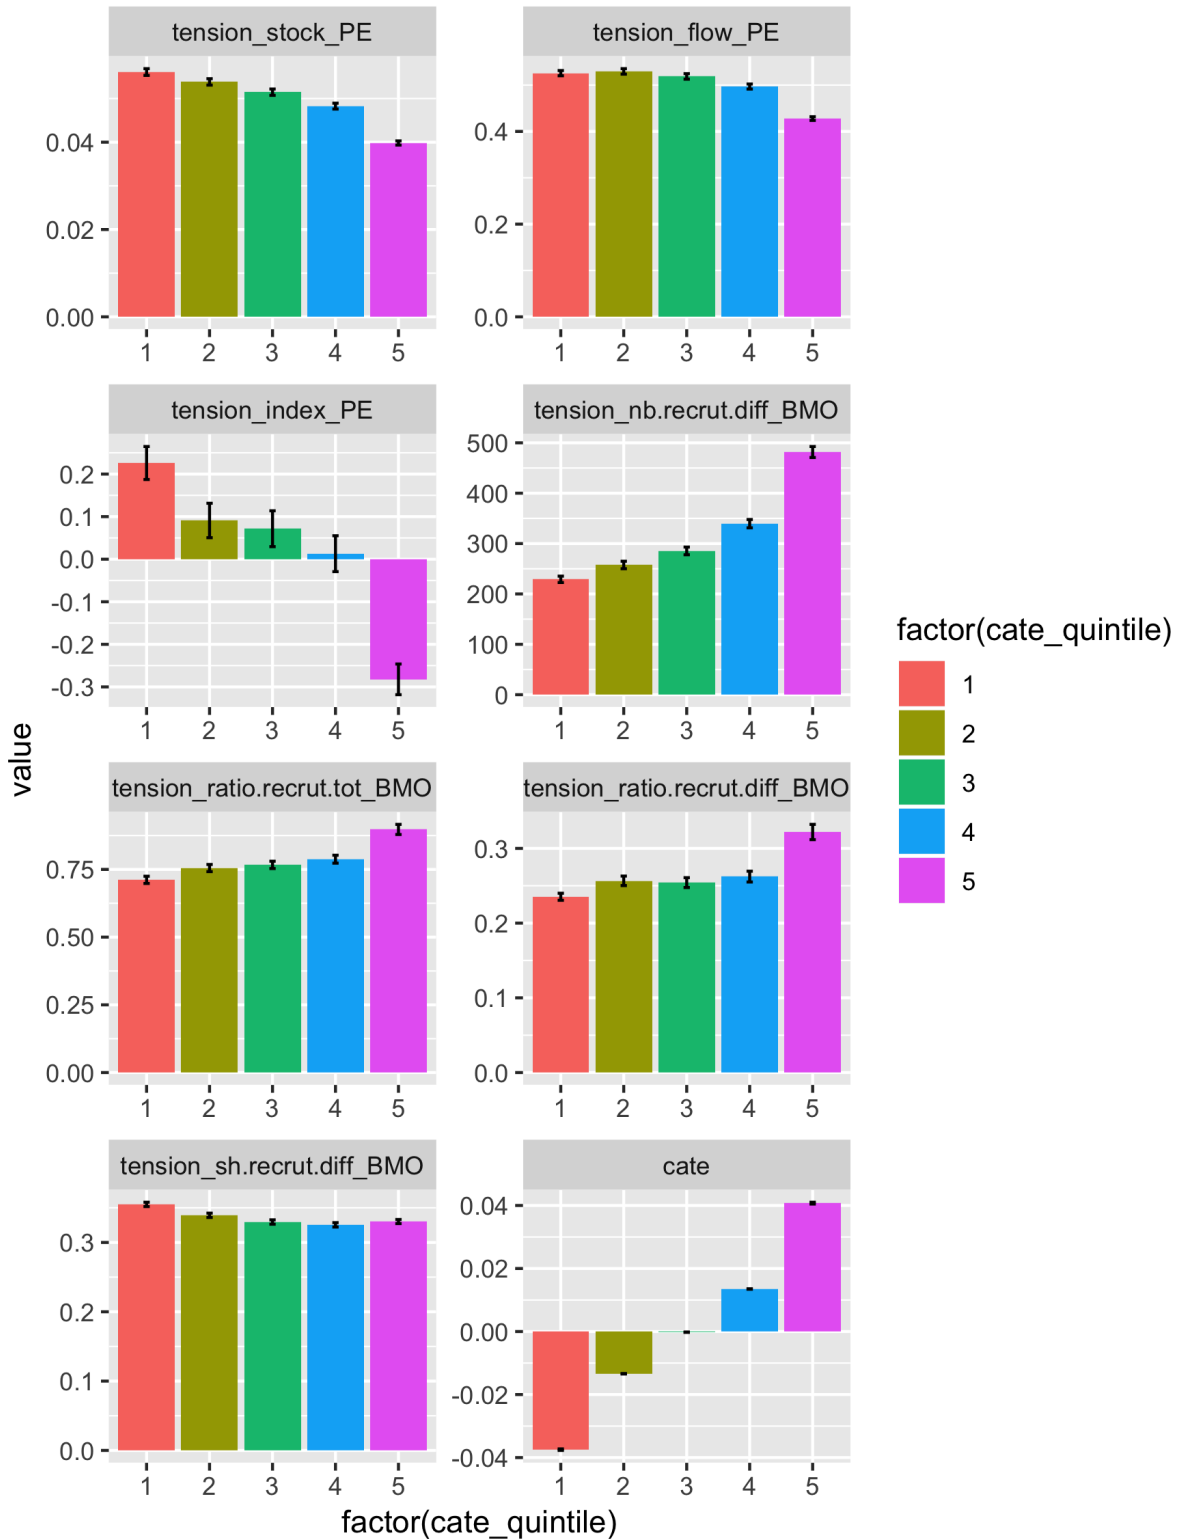 tension_stock_PE
tension_flow_PE
0.04
0.02
0.00
1 2 3 4 5
0.4
0.2
0.0
1 2 3 4 5
tension_index_PE
tension_nb.recrut.diff_BMO
0.2
0.1
0.0
-0.1
-0.2
-0.3
1 2 3 4 5
500
400
300
200
100
0
1 2 3 4 5
tension_ratio.recrut.tot_BMO
tension_ratio.recrut.diff_BMO
0.75
0.50
0.25
0.00
1 2 3 4 5
0.3
0.2
0.1
0.0
1 2 3 4 5
tension_sh.recrut.diff_BMO
cate
0.3
0.2
0.1
0.0
1 2 3 4 5
0.04
0.02
0.00
-0.02
-0.04
1 2 3 4 5
value
factor(cate_quintile)
factor(cate_quintile)
1
2
3
4
5